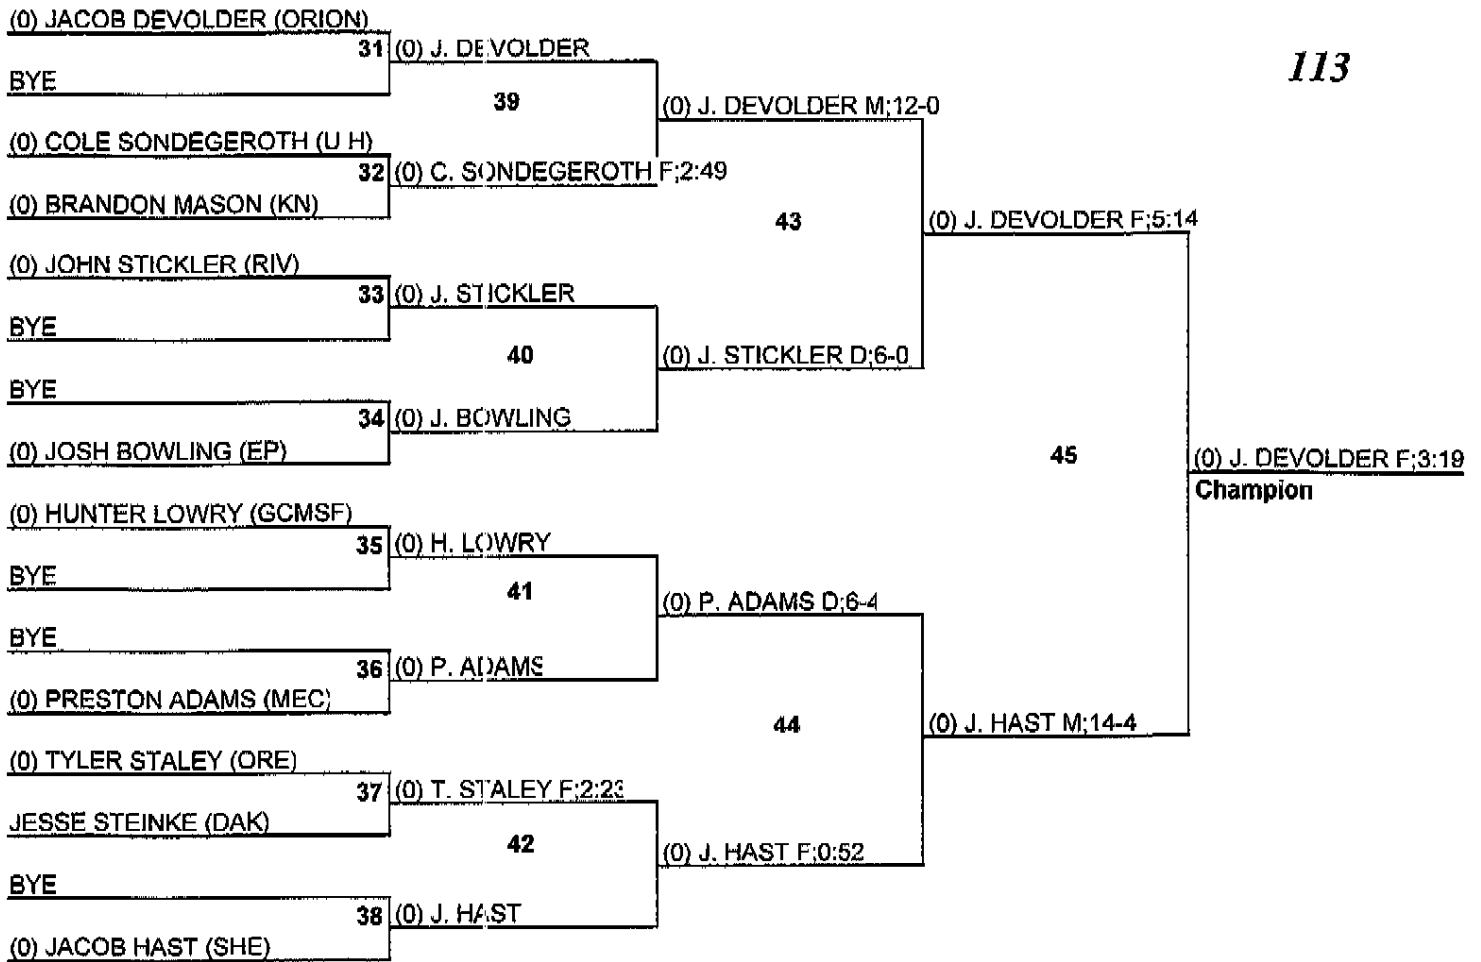 (0) JACOB DEVOLDER (ORION)
31 (0) J. DEVOLDER
113
BYE
39
(0) J. DEVOLDER M;12-0
(0) COLE SONDEGEROTH (U H)
32 (0) C. SONDEGEROTH F;2:49
(0) BRANDON MASON (KN)
43
(0) J. DEVOLDER F;5:14
(0) JOHN STICKLER (RIV)
33 (0) J. STICKLER
BYE
40
(0) J. STICKLER D;6-0
BYE
34 (0) J. BOWLING
(0) JOSH BOWLING (EP)
45
(0) J. DEVOLDER F;3:19
Champion
(0) HUNTER LOWRY (GCMSF)
35 (0) H. LOWRY
BYE
41
(0) P. ADAMS D;6-4
BYE
36 (0) P. ADAMS
(0) PRESTON ADAMS (MEC)
44
(0) J. HAST M;14-4
(0) TYLER STALEY (ORE)
37 (0) T. STALEY F;2:23
JESSE STEINKE (DAK)
42
(0) J. HAST F;0:52
BYE
38 (0) J. HAST
(0) JACOB HAST (SHE)